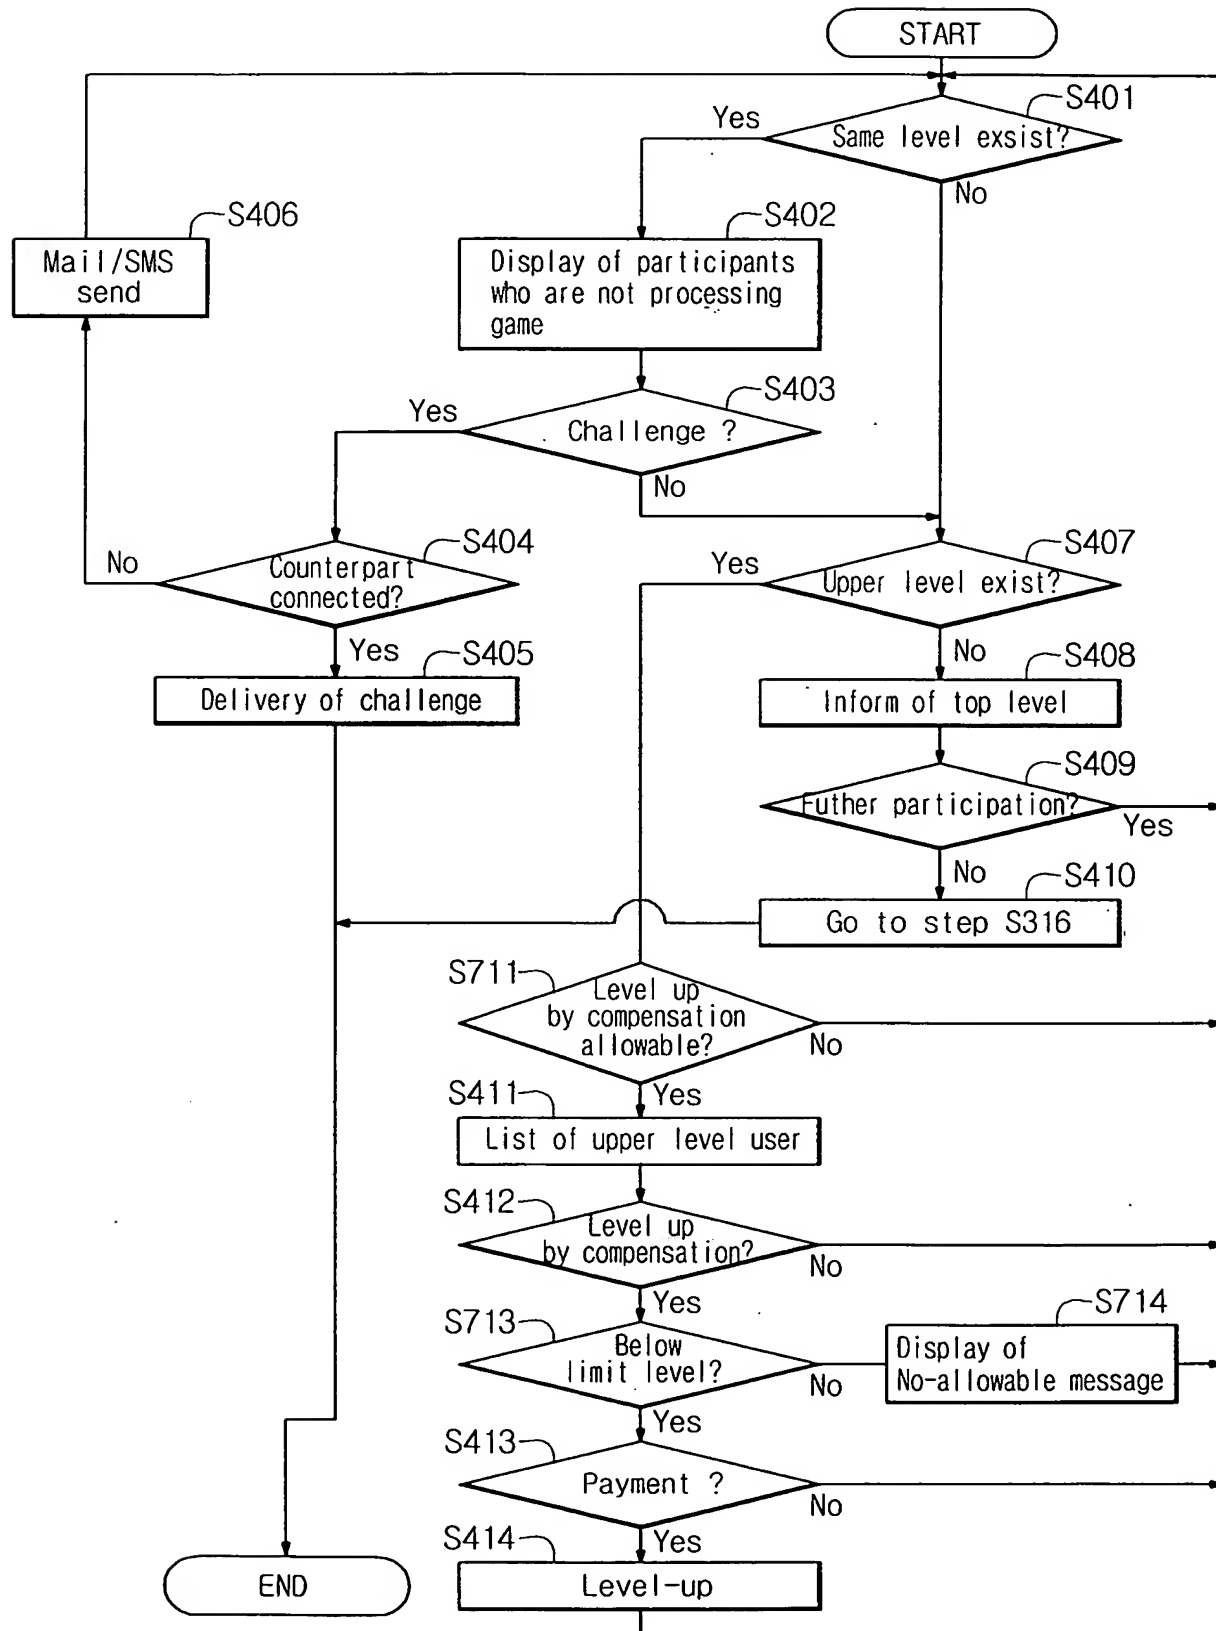 START
S401
Yes
Same level exsist?
No
S406
S402
Mail/SMS
send
Display of participants
who are not processing
game
S403
Yes
Challenge ?
No
S404
S407
No
Counterpart
connected?
Yes
Upper level exist?
Yes
S405
No
S408
Delivery of challenge
Inform of top level
S409
Futher participation?
Yes
No
S410
Go to step S316
S711
Level up
by compensation
allowable?
No
S411
Yes
List of upper level user
S412
Level up
by compensation?
No
Yes
S714
S713
Below
limit level?
No
Display of
No-allowable message
Yes
S413
Payment ?
No
S414
Yes
END
Level-up